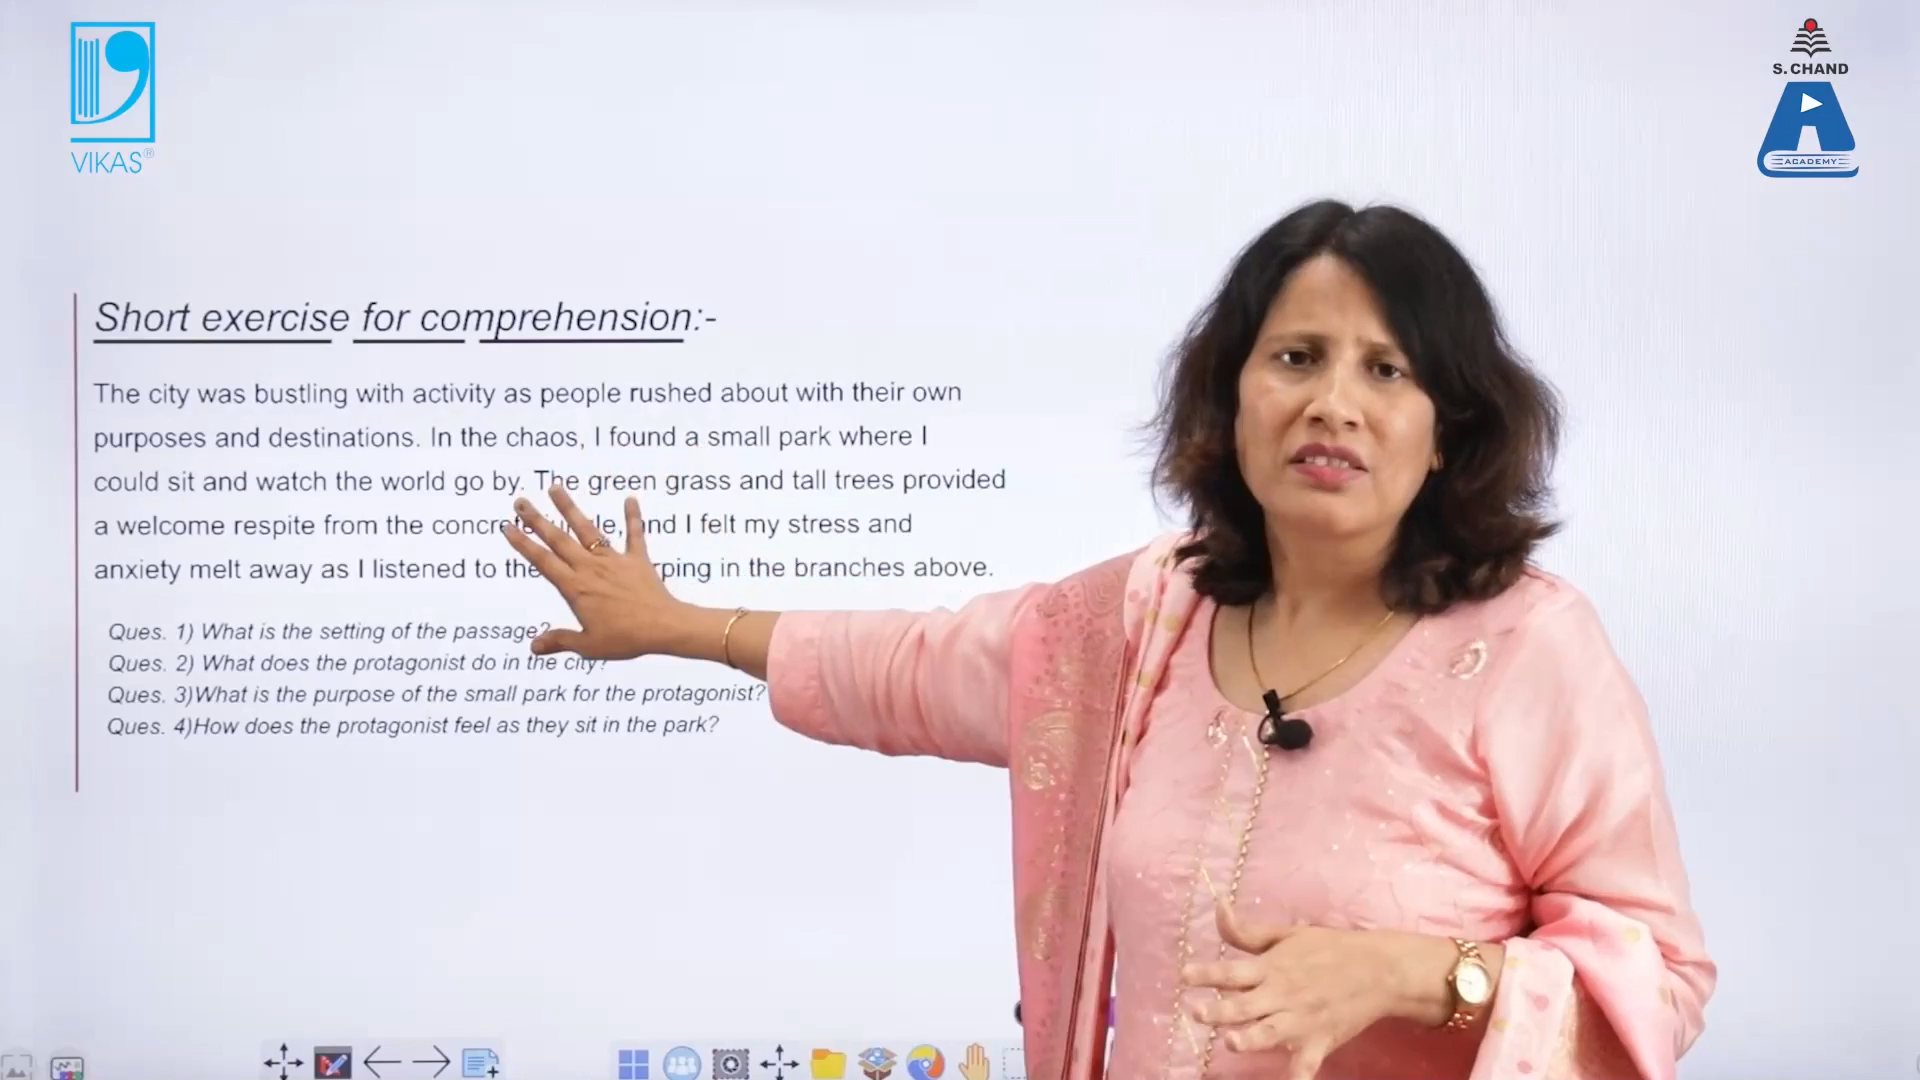 VIKAS®
S. CHAND
ACADEMY
Short exercise for comprehension:-
The city was bustling with activity as people rushed about with their own
purposes and destinations. In the chaos, I found a small park where I
could sit and watch the world go by. The green grass and tall trees provided
a welcome respite from the concrete and I felt my stress and
anxiety melt away as I listened to the in the branches above.
Ques. 1) What is the setting of the passage?
Ques. 2) What does the protagonist do in the city?
Ques. 3)What is the purpose of the small park for the protagonist?
Ques. 4)How does the protagonist feel as they sit in the park?